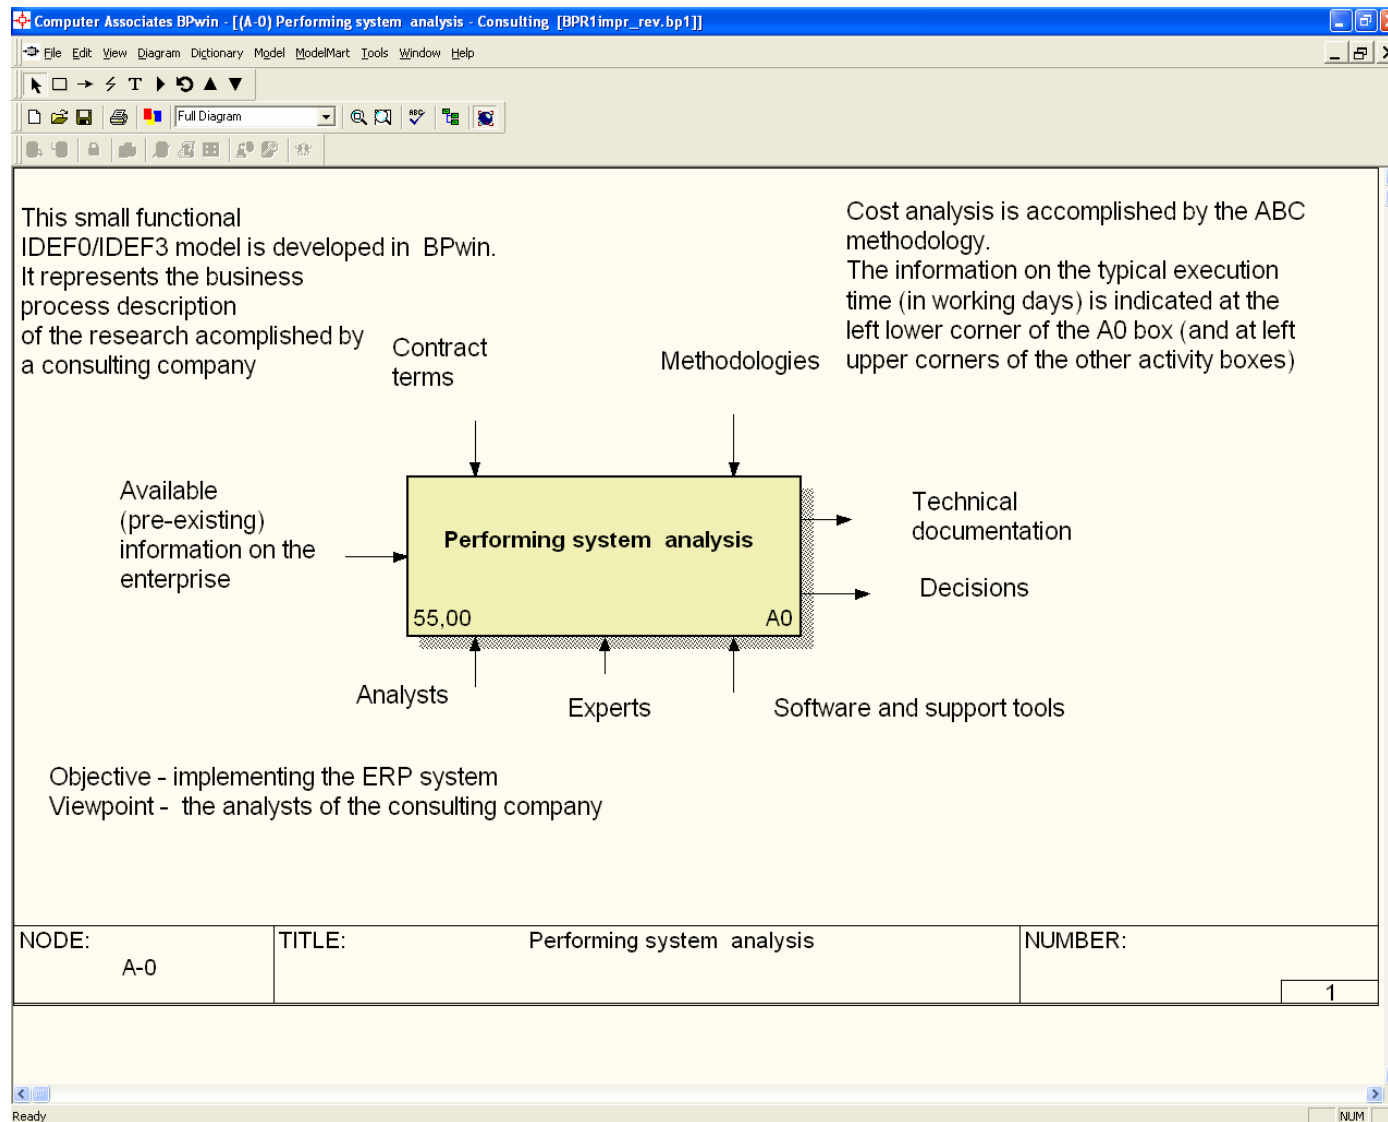 Computer Associates BPwin - [(A-0) Performing system  analysis - Consulting  [BPR1impr_rev.bp1]]
File Edit View Diagram Dictionary Model ModelMart Tools Window Help
T
Full Diagram
ABC
This small functional
IDEF0/IDEF3 model is developed in  BPwin.
It represents the business
process description
of the research acomplished by
a consulting company
Cost analysis is accomplished by the ABC
methodology.
The information on the typical execution
time (in working days) is indicated at the
left lower corner of the A0 box (and at left
upper corners of the other activity boxes)
Contract
terms
Methodologies
Available
(pre-existing)
information on the
enterprise
Performing system  analysis
55,00
A0
Technical
documentation
Decisions
Analysts
Experts
Software and support tools
Objective - implementing the ERP system
Viewpoint -  the analysts of the consulting company
NODE:
A-0
TITLE:
Performing system  analysis
NUMBER:
1
Ready
NUM